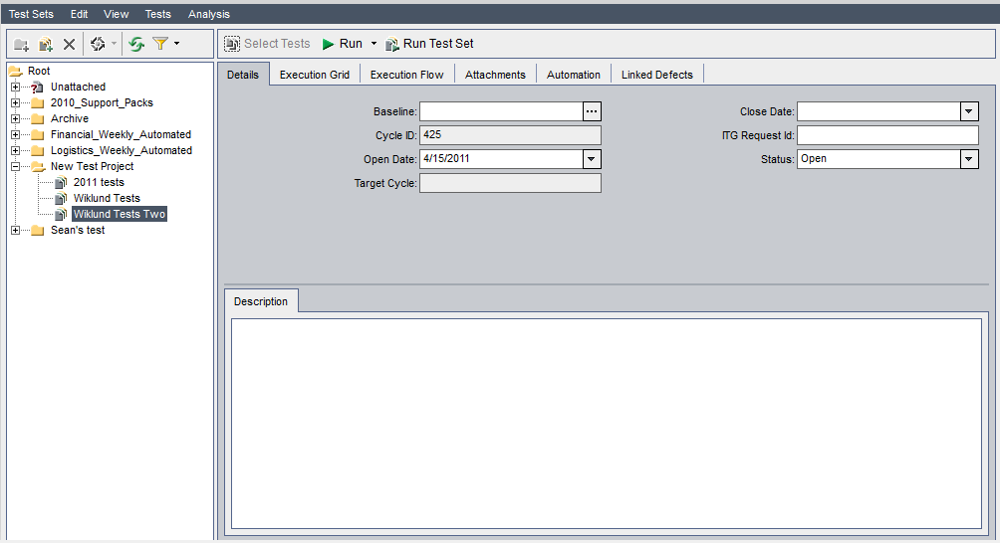 Test Sets Edit View Tests Analysis
Select Tests Run Run Test Set
Root
Unattached
2010_Support_Packs
Archive
Financial_Weekly_Automated
Logistics_Weekly_Automated
New Test Project
2011 tests
Wiklund Tests
Wiklund Tests Two
Sean's test
Details Execution Grid Execution Flow Attachments Automation Linked Defects
Baseline: ... Close Date:
Cycle ID: 425 ITG Request Id:
Open Date: 4/15/2011 Status: Open
Target Cycle:
Description